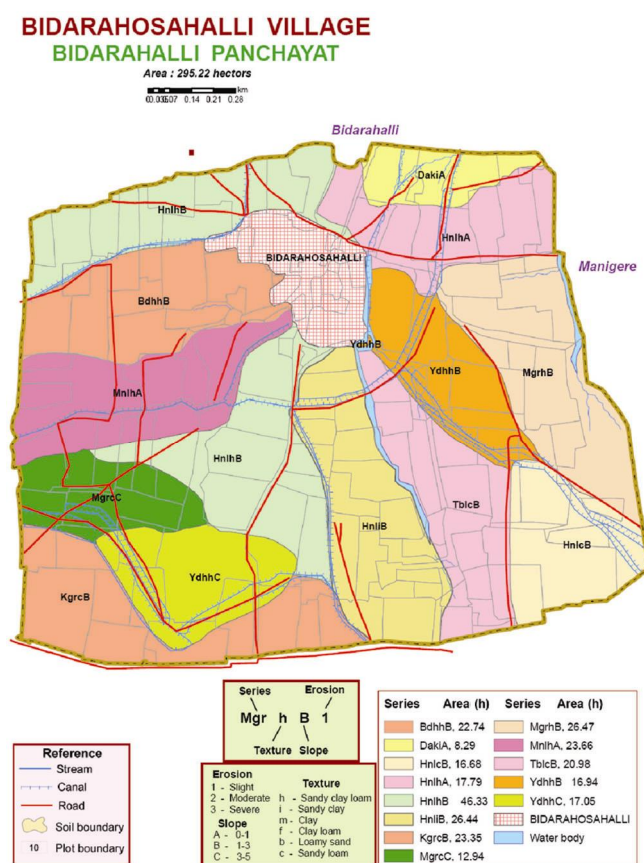 BIDARAHOSAHALLI VILLAGE
BIDARAHALLI PANCHAYAT
Area : 295.22 hectors
km
0.14 0.21 0.28
Bidarahalli
DakiA
HnlhB
HnlhA
BIDARAHOSAHALLI
Manigere
BdhhB
YdhhB
YdhhB
MgrhB
MnlhA
HnlhB
MgrcC
TblcB
HnliB
HnlcB
YdhhC
KgrcB
Series Erosion
Mgr h B 1
Texture Slope
Reference
Stream
Canal
Road
Soil boundary
10 Plot boundary
Erosion
1 - Slight
2 - Moderate
3 - Severe
Slope
A - 0-1
B - 1-3
C - 3-5
Texture
h - Sandy clay loam
i - Sandy clay
m - Clay
f - Clay loam
b - Loamy sand
c - Sandy loam
Series Area (h) Series Area (h)
BdhhB, 22.74 MgrhB, 26.47
DakiA, 8.29 MnlhA, 23.66
HnlcB, 16.68 TblcB, 20.98
HnlhA, 17.79 YdhhB 16.94
HnlhB 46.33 YdhhC, 17.05
HnliB, 26.44 BIDARAHOSAHALLI
KgrcB, 23.35 Water body
MgrcC, 12.94